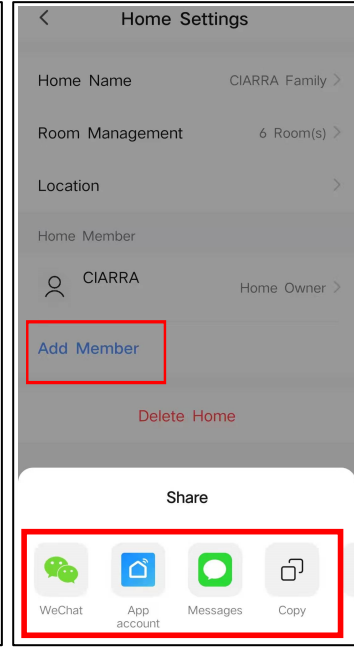 Home Settings
Home Name CIARRA Family
Room Management 6 Room(s)
Location
Home Member
CIARRA
Home Owner
Add Member
Delete Home
Share
WeChat App account Messages Copy